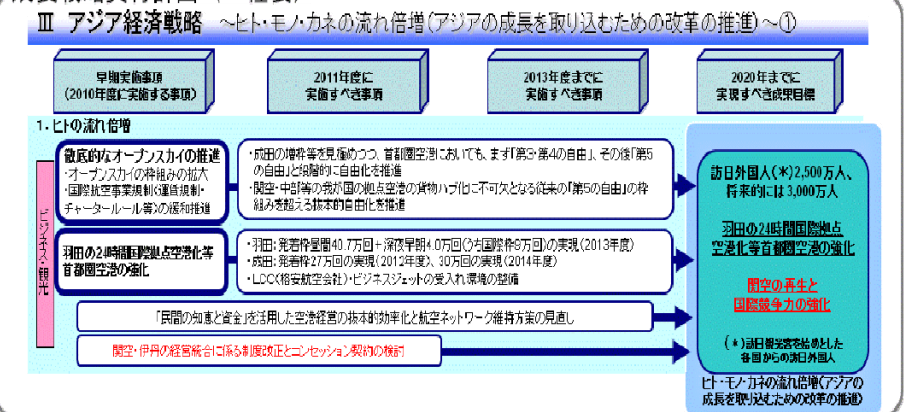 Ⅲ アジア経済戦略 ～ヒト・モノ・カネの流れ倍増(アジアの成長を取り込むための改革の推進)～①
早期実施事項
(2010年度に実施する事項)
2011年度に
実施すべき事項
2013年度までに
実施すべき事項
2020年までに
実現すべき成果目標
1. ヒトの流れ倍増
ビジネス・観光
徹底的なオープンスカイの推進
・オープンスカイの枠組みの拡大
・国際航空事業規制(運賃規制・
チャータールール等)の緩和推進
・成田の増枠等を見極めつつ、首都圏空港においても、まず「第3・第4の自由」、その後「第5
の自由」と段階的に自由化を推進
・関空・中部等の我が国の拠点空港の貨物ハブ化に不可欠となる従来の「第5の自由」の枠
組みを超える抜本的自由化を推進
羽田の24時間国際拠点空港化等
首都圏空港の強化
・羽田：発着枠昼間40.7万回＋深夜早朝4.0万回(うち国際枠9万回)の実現(2013年度)
・成田：発着枠27万回の実現(2012年度)、30万回の実現(2014年度)
・LCC(格安航空会社)・ビジネスジェットの受入れ環境の整備
「民間の知恵と資金」を活用した空港経営の抜本的効率化と航空ネットワーク維持方策の見直し
関空・伊丹の経営統合に係る制度改正とコンセッション契約の検討
訪日外国人(＊)2,500万人、
将来的には3,000万人
羽田の24時間国際拠点
空港化等首都圏空港の強化
関空の再生と
国際競争力の強化
(＊)訪日観光客を始めとした
各国からの訪日外国人
ヒト・モノ・カネの流れ倍増(アジアの
成長を取り込むための改革の推進)